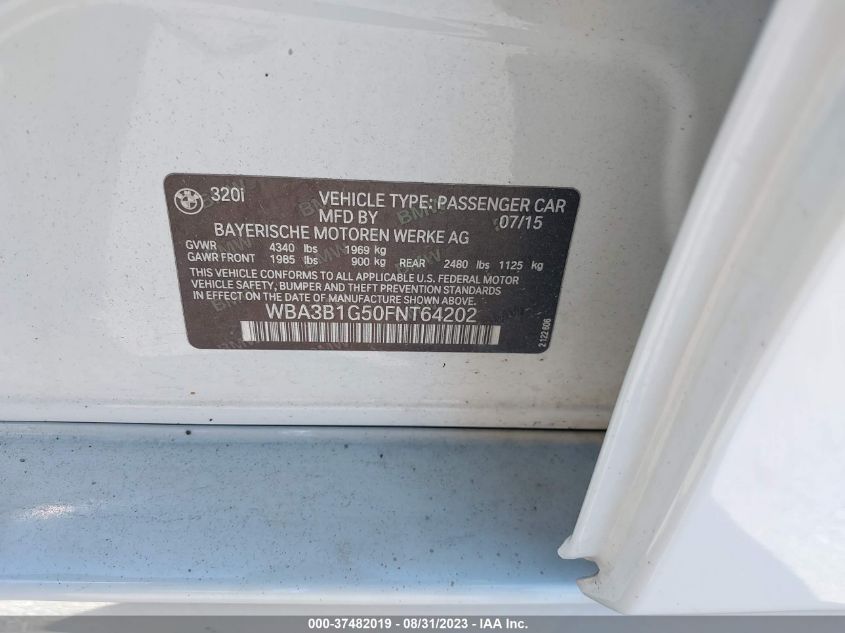 320i VEHICLE TYPE: PASSENGER CAR
MFD BY 07/15
BAYERISCHE MOTOREN WERKE AG
GVWR 4340 lbs 1969 kg
GAWR FRONT 1985 lbs 900 kg REAR 2480 lbs 1125 kg
THIS VEHICLE CONFORMS TO ALL APPLICABLE U.S. FEDERAL MOTOR
VEHICLE SAFETY, BUMPER AND THEFT PREVENTION
STANDARDS IN EFFECT ON THE DATE OF MANUFACTURE SHOWN ABOVE.
WBA3B1G50FNT64202
2 122 606
000-37482019 - 08/31/2023 - IAA Inc.